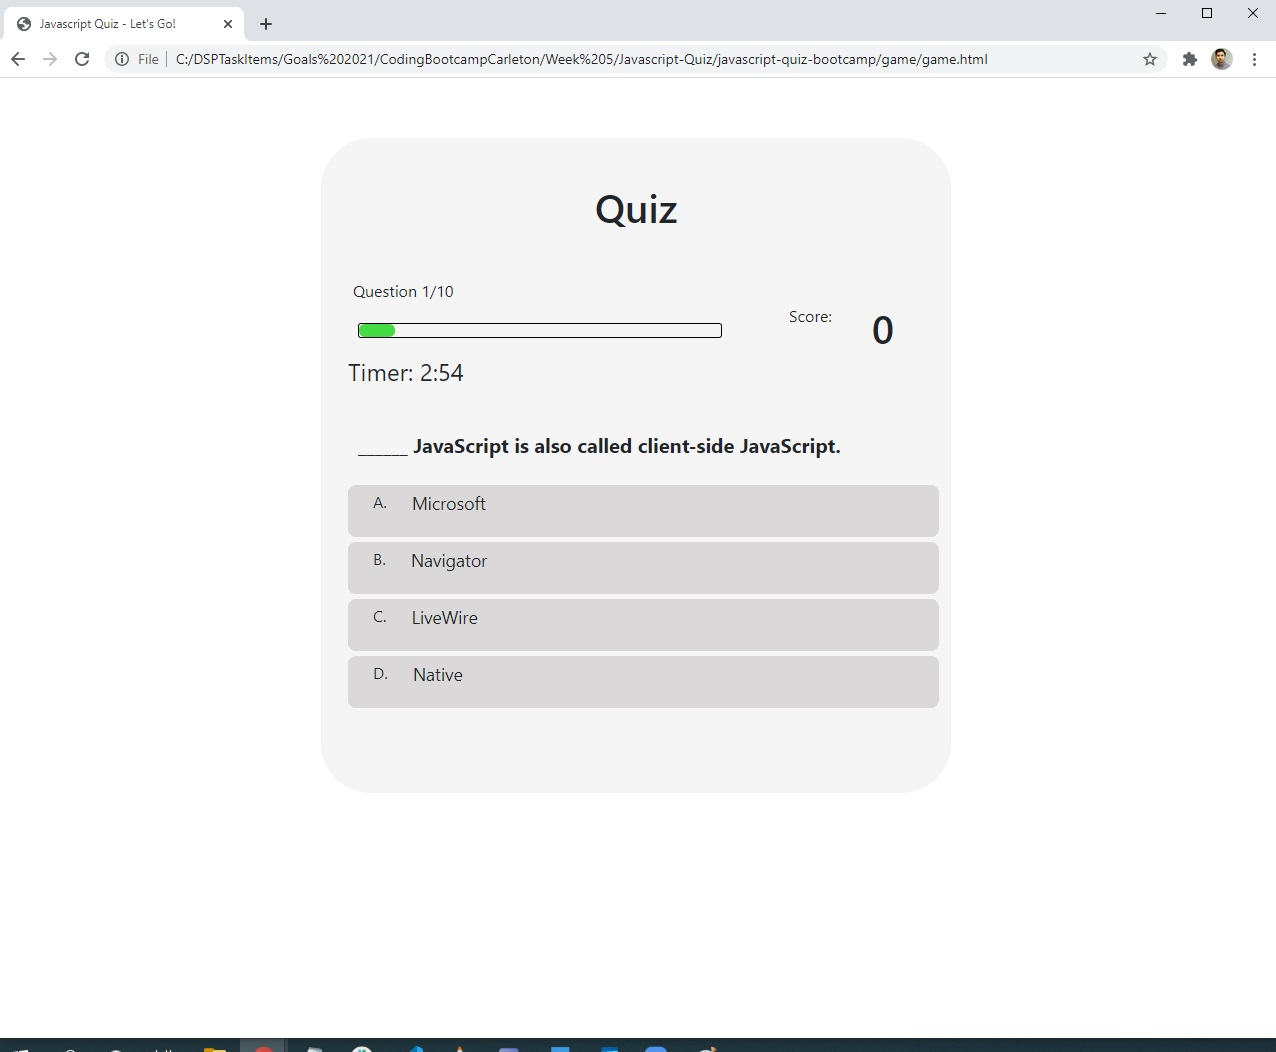 Javascript Quiz - Let's Go!
File C:/DSPTaskItems/Goals%202021/CodingBootcampCarleton/Week%205/Javascript-Quiz/javascript-quiz-bootcamp/game/game.html
Quiz
Question 1/10
Score: 0
Timer: 2:54
______ JavaScript is also called client-side JavaScript.
A. Microsoft
B. Navigator
C. LiveWire
D. Native